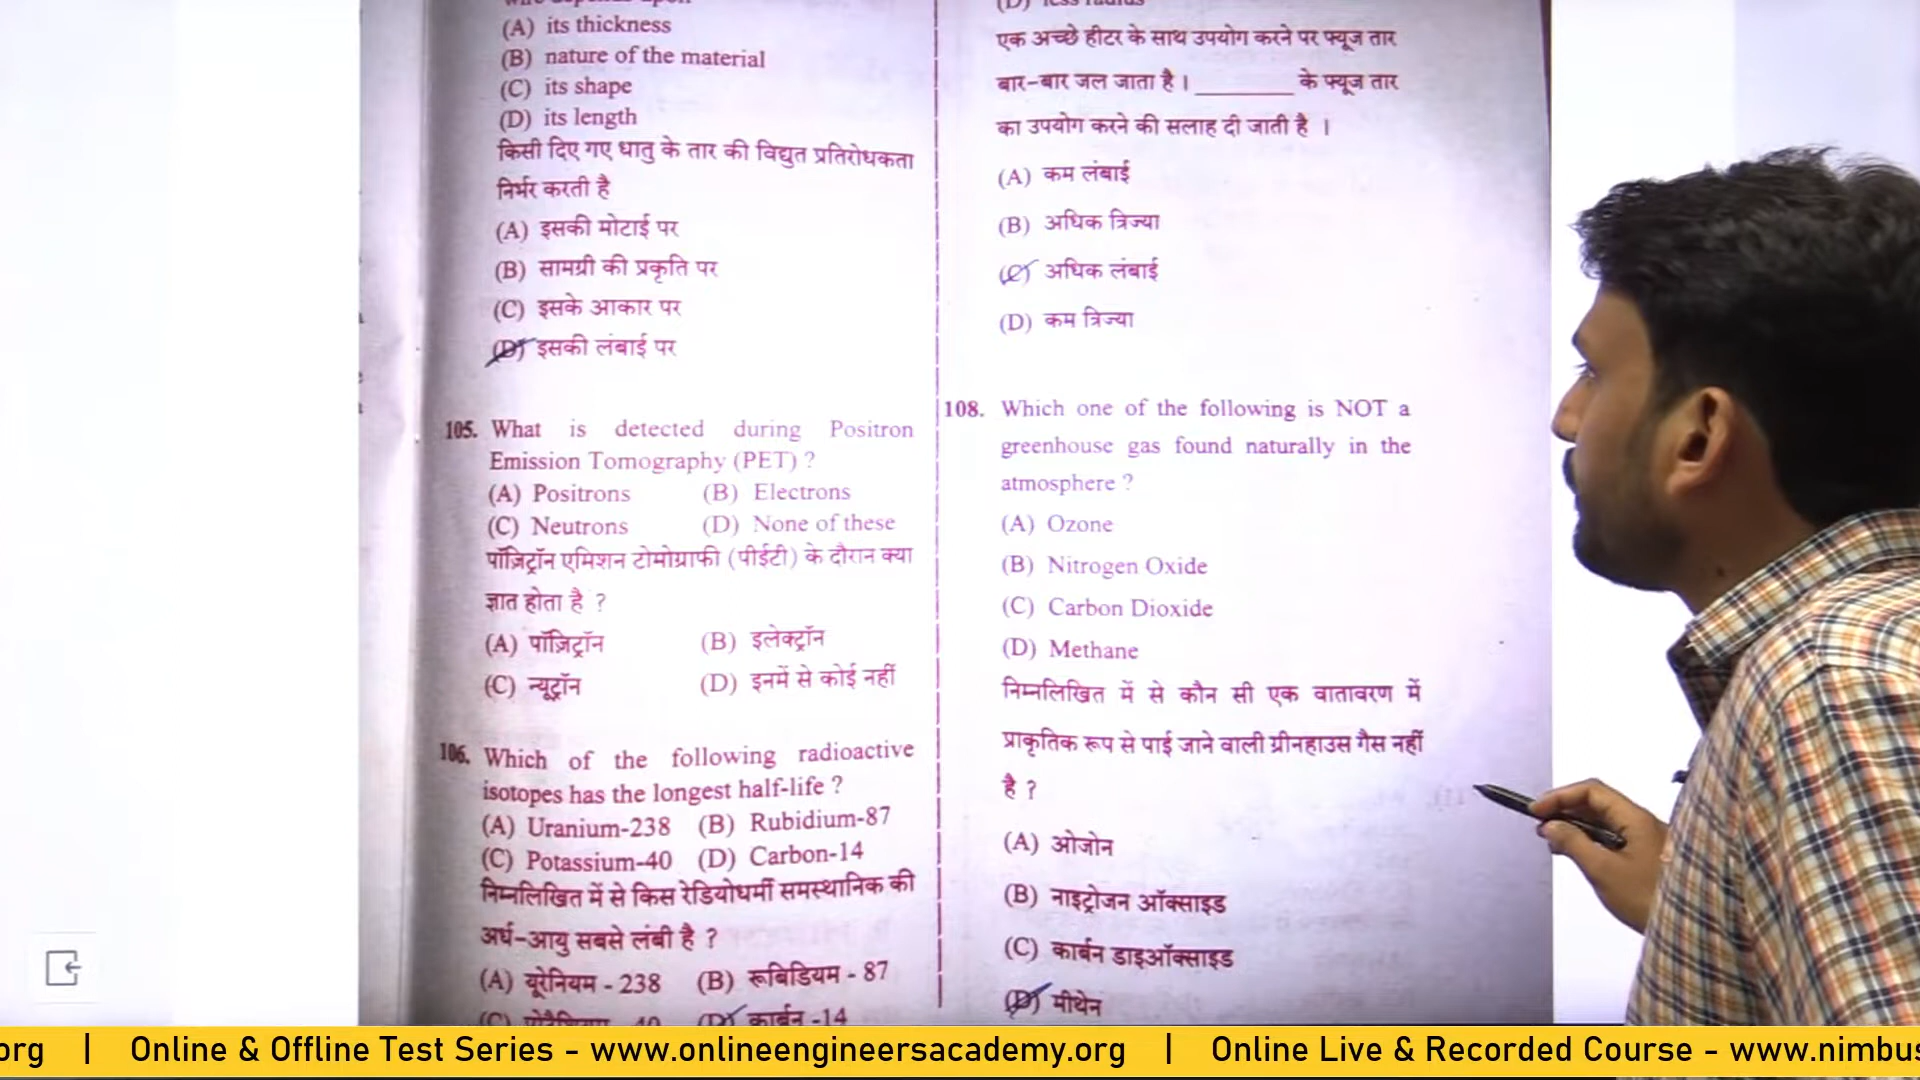 (A) its thickness
(B) nature of the material
(C) its shape
(D) its length
किसी दिए गए धातु के तार की विद्युत प्रतिरोधकता
निर्भर करती है
(A) इसकी मोटाई पर
(B) सामग्री की प्रकृति पर
(C) इसके आकार पर
(D) इसकी लंबाई पर
105. What is detected during Positron
Emission Tomography (PET) ?
(A) Positrons (B) Electrons
(C) Neutrons (D) None of these
पॉज़िट्रॉन एमिशन टोमोग्राफी (पीईटी) के दौरान क्या
ज्ञात होता है ?
(A) पॉज़िट्रॉन (B) इलेक्ट्रॉन
(C) न्यूट्रॉन (D) इनमें से कोई नहीं
106. Which of the following radioactive
isotopes has the longest half-life ?
(A) Uranium-238 (B) Rubidium-87
(C) Potassium-40 (D) Carbon-14
निम्नलिखित में से किस रेडियोधर्मी समस्थानिक की
अर्ध-आयु सबसे लंबी है ?
(A) यूरेनियम - 238 (B) रूबिडियम - 87
(D) कार्बन -14
(D) less radius
एक अच्छे हीटर के साथ उपयोग करने पर फ्यूज तार
बार-बार जल जाता है । ________ के फ्यूज तार
का उपयोग करने की सलाह दी जाती है ।
(A) कम लंबाई
(B) अधिक त्रिज्या
(C) अधिक लंबाई
(D) कम त्रिज्या
108. Which one of the following is NOT a
greenhouse gas found naturally in the
atmosphere ?
(A) Ozone
(B) Nitrogen Oxide
(C) Carbon Dioxide
(D) Methane
निम्नलिखित में से कौन सी एक वातावरण में
प्राकृतिक रूप से पाई जाने वाली ग्रीनहाउस गैस नहीं
है ?
(A) ओजोन
(B) नाइट्रोजन ऑक्साइड
(C) कार्बन डाइऑक्साइड
(D) मीथेन
org | Online & Offline Test Series - www.onlineengineersacademy.org | Online Live & Recorded Course - www.nimbus